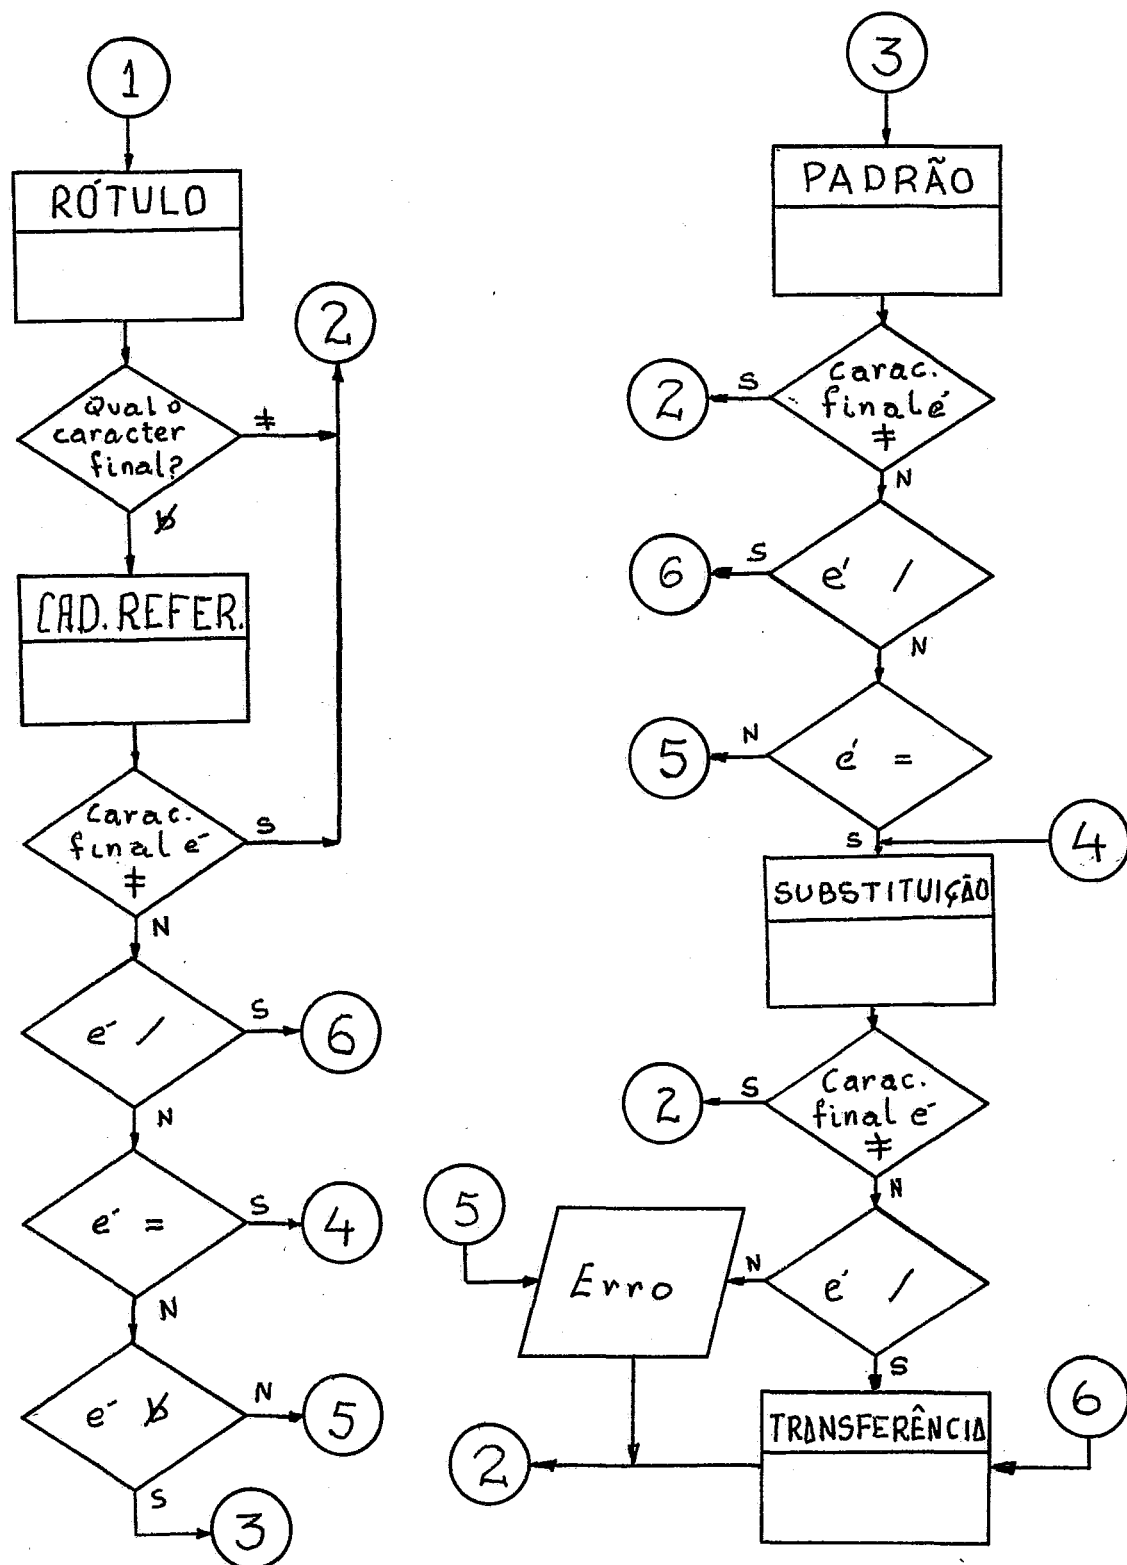 1
RÓTULO
2
Qual o
caracter
final?
≠
ƀ
CAD. REFER.
Carac.
final é
≠
S
N
é /
S
6
N
é =
S
4
N
é ƀ
N
5
S
3
3
PADRÃO
Carac.
final é
≠
S
2
N
é /
S
6
N
é =
N
5
S
4
SUBSTITUIÇÃO
Carac.
final é
≠
S
2
N
5
Erro
N
é /
S
6
TRANSFERÊNCIA
2